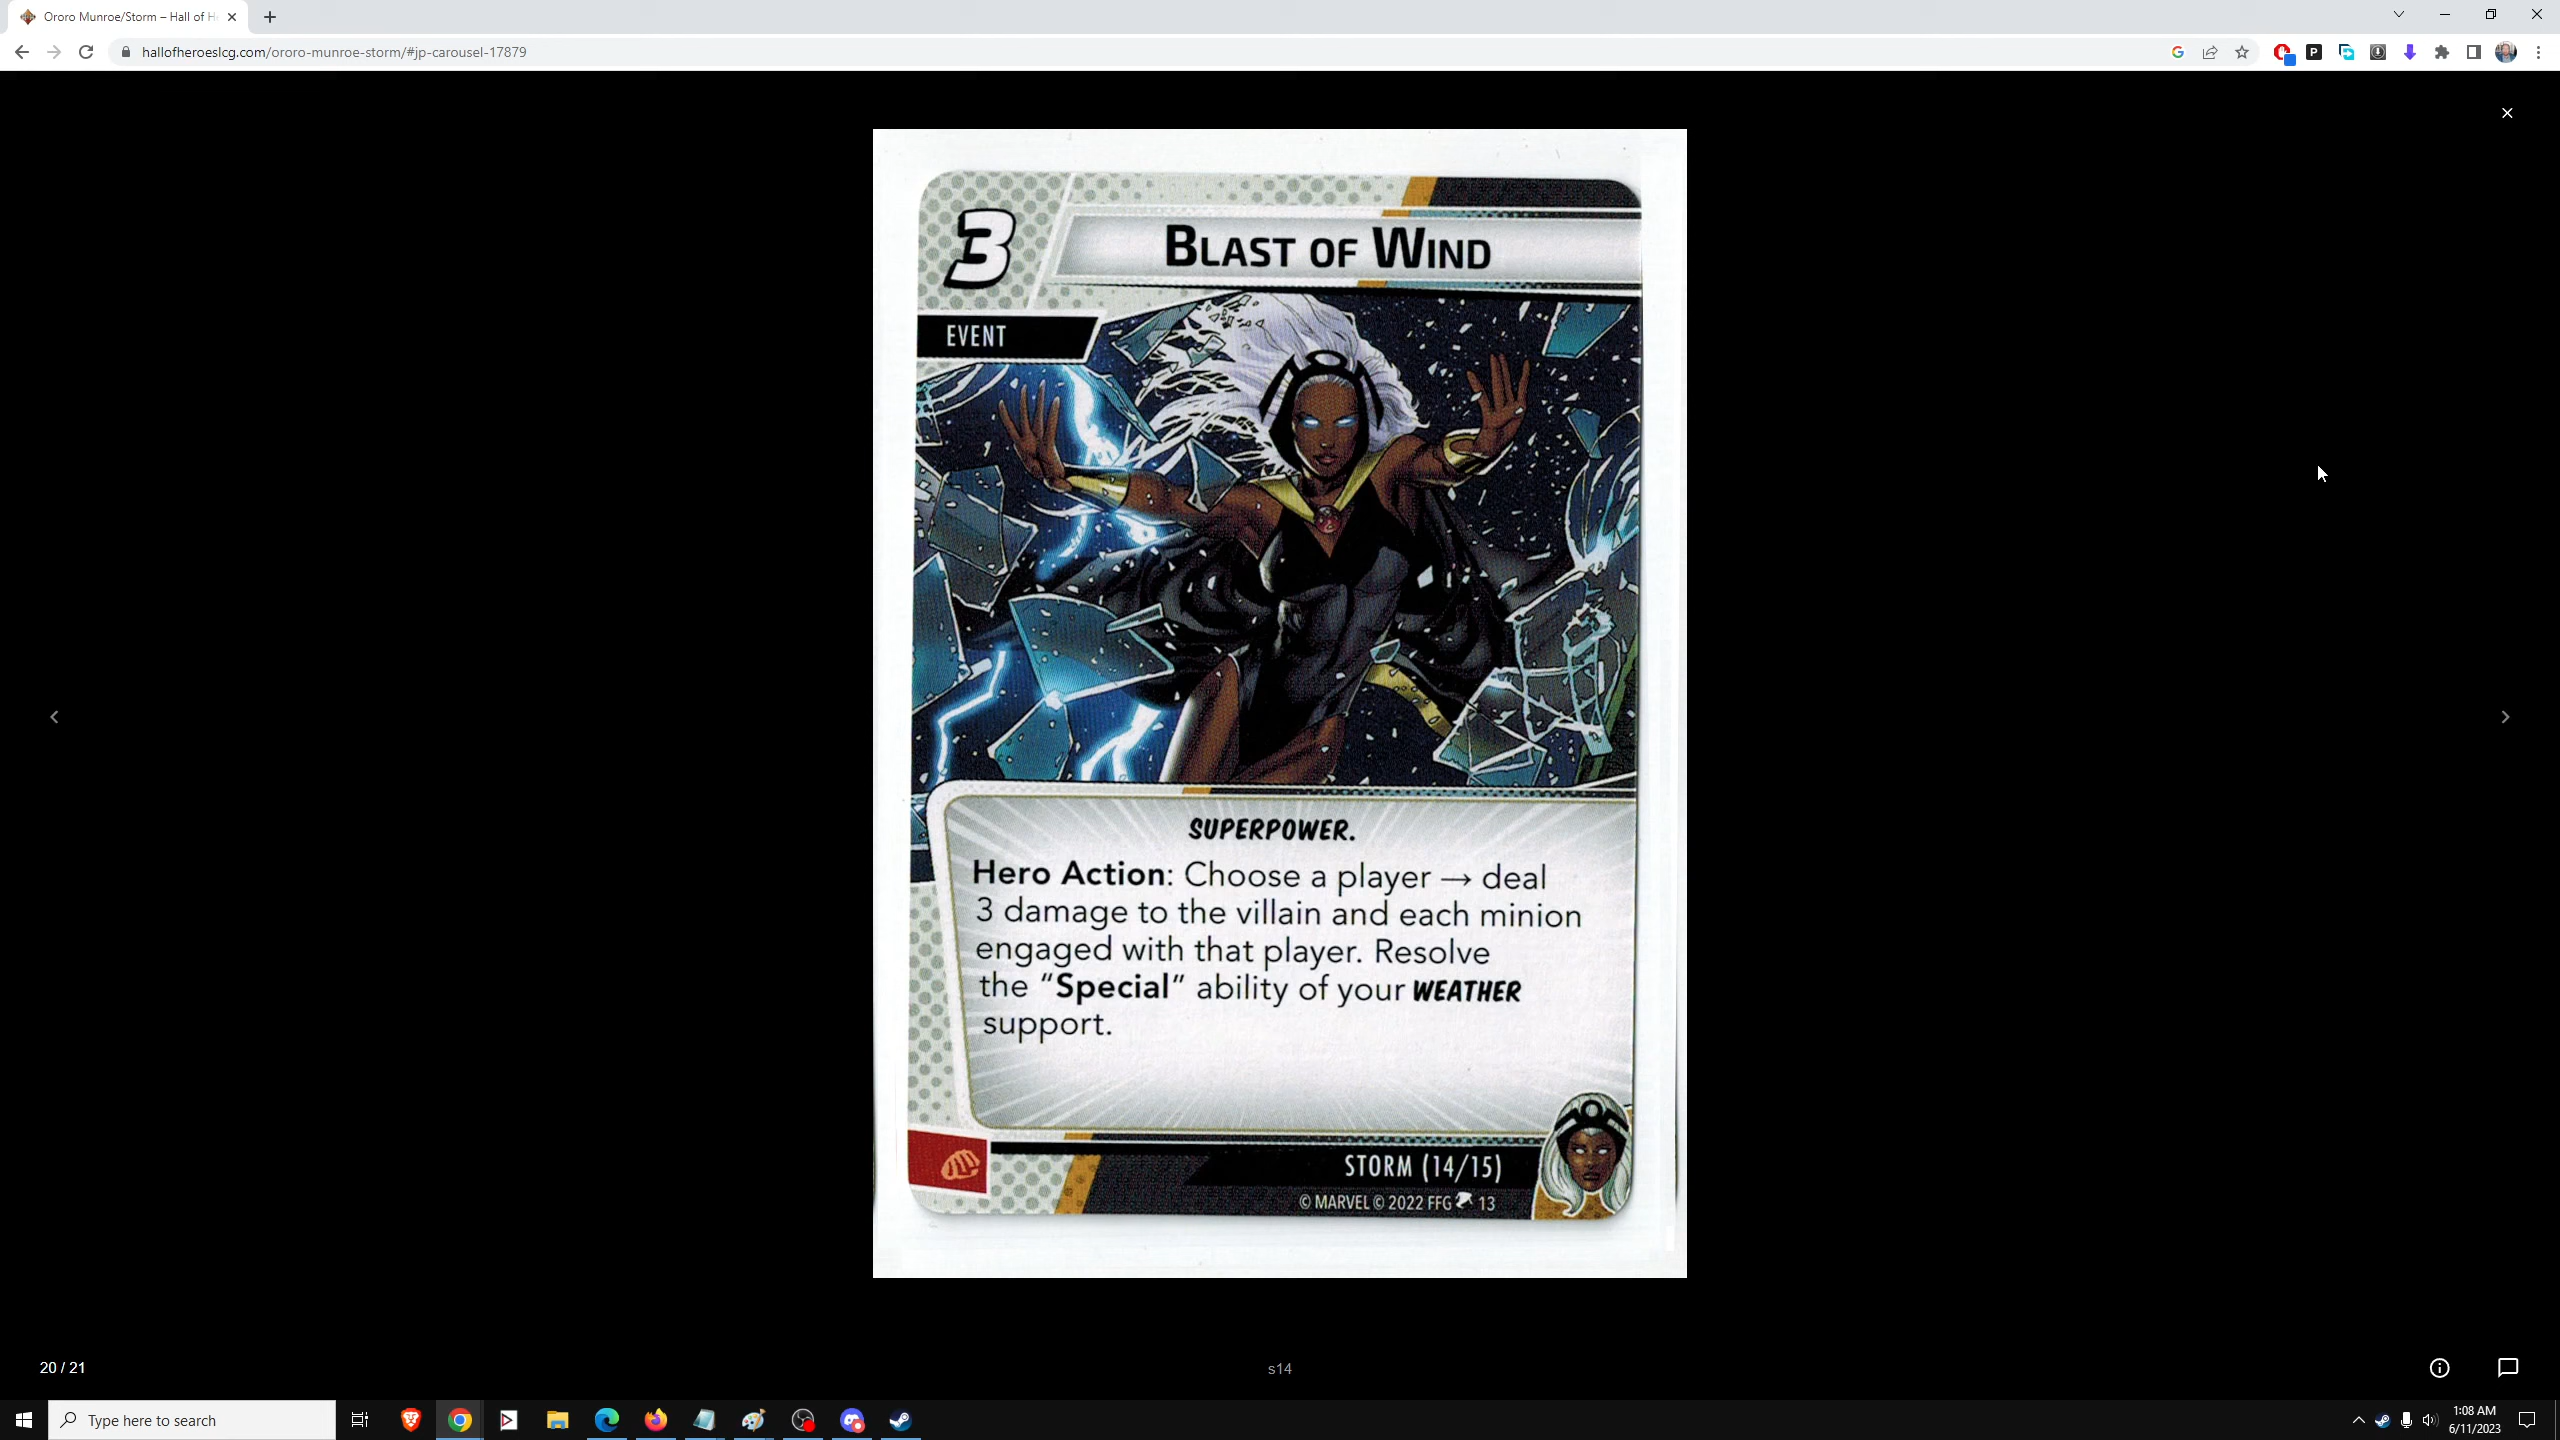 Ororo Munroe/Storm – Hall of H
hallofheroeslcg.com/ororo-munroe-storm/#jp-carousel-17879
3
BLAST OF WIND
EVENT
SUPERPOWER.
Hero Action: Choose a player → deal
3 damage to the villain and each minion
engaged with that player. Resolve
the “Special” ability of your WEATHER
support.
STORM (14/15)
© MARVEL © 2022 FFG 13
20 / 21
s14
Type here to search
1:08 AM
6/11/2023